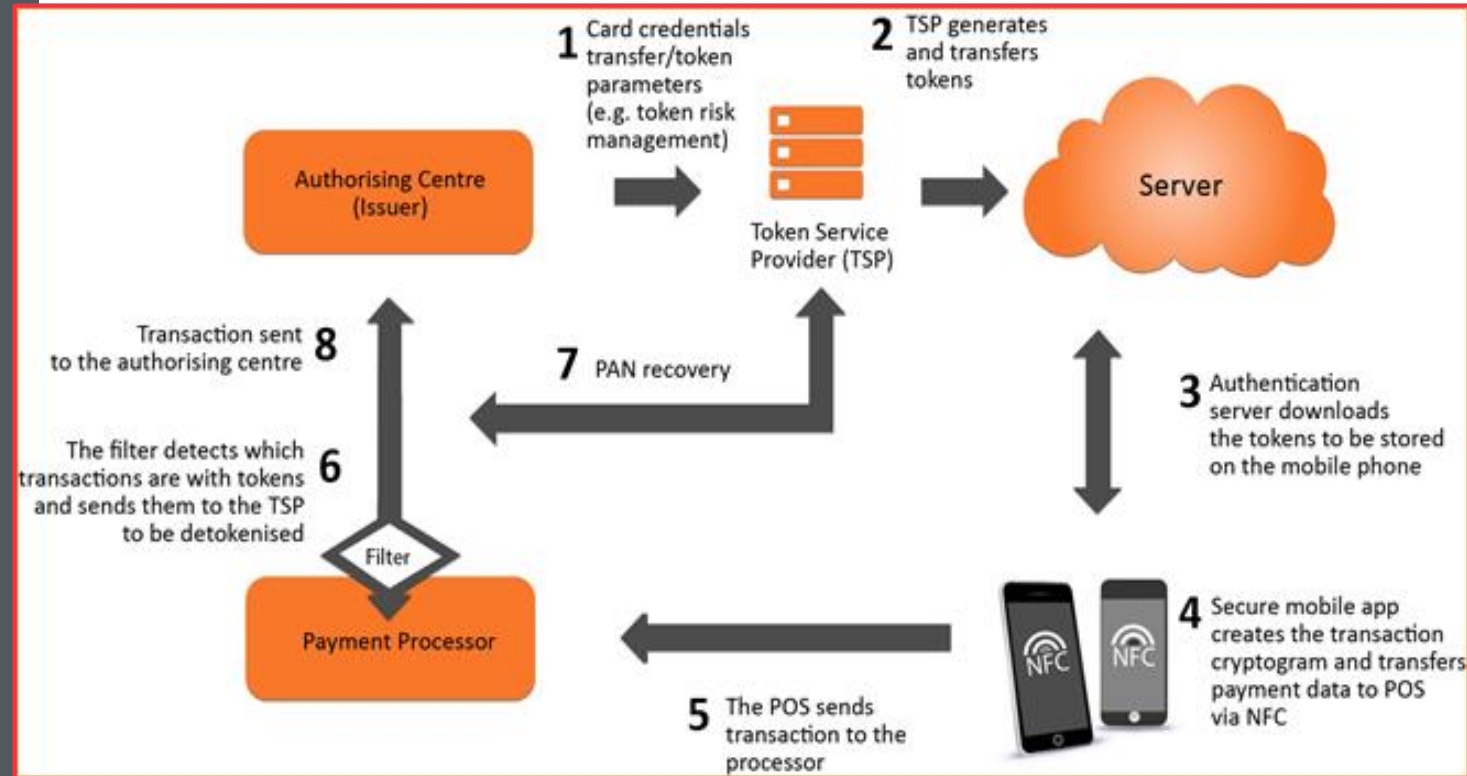 1 Card credentials
transfer/token
parameters
(e.g. token risk
management)
2 TSP generates
and transfers
tokens
Authorising Centre
(Issuer)
Token Service
Provider (TSP)
Server
Transaction sent
to the authorising centre
8
7 PAN recovery
3 Authentication
server downloads
the tokens to be stored
on the mobile phone
The filter detects which
transactions are with tokens
and sends them to the TSP
to be detokenised
6
Filter
Payment Processor
NFC
NFC
4 Secure mobile app
creates the transaction
cryptogram and transfers
payment data to POS
via NFC
5 The POS sends
transaction to the
processor